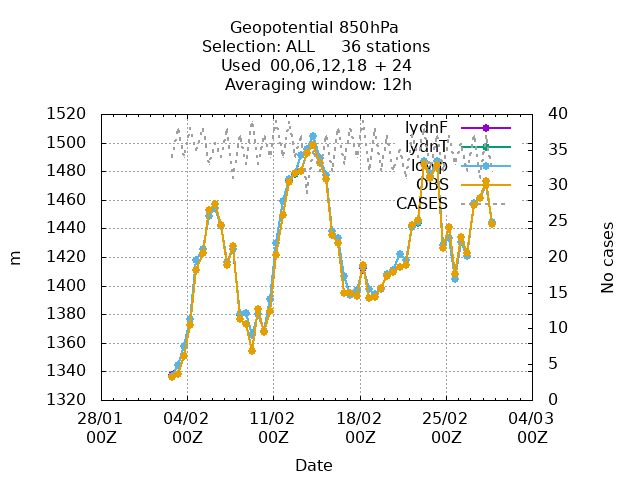 Geopotential 850hPa
Selection: ALL 36 stations
Used 00,06,12,18 + 24
Averaging window: 12h
1520
1500
1480
1460
1440
1420
1400
1380
1360
1340
1320
40
35
30
25
20
15
10
5
0
lydnF
lydnT
OBS
CASES
m
No cases
28/01 04/02 11/02 18/02 25/02 04/03
00Z 00Z 00Z 00Z 00Z 00Z
Date